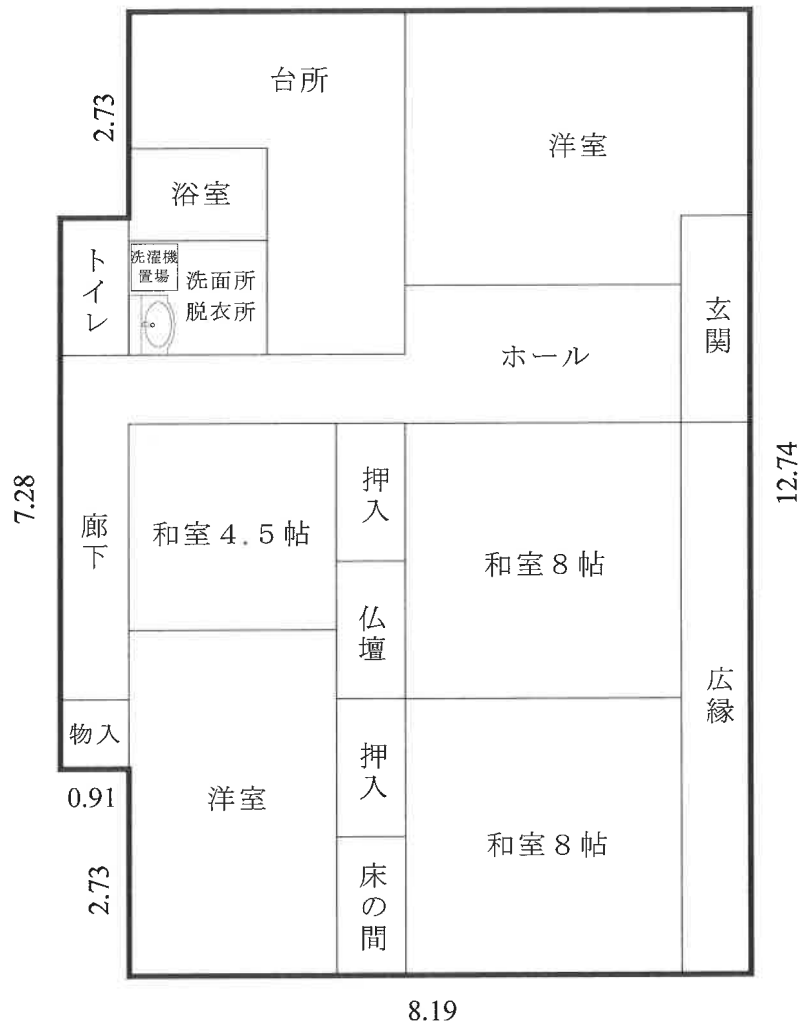 台所
2.73
洋室
浴室
トイレ
洗濯機
置場
洗面所
脱衣所
玄関
ホール
7.28
12.74
廊下
和室4.5帖
押入
和室8帖
仏壇
広縁
物入
押入
0.91
洋室
和室8帖
2.73
床の間
8.19